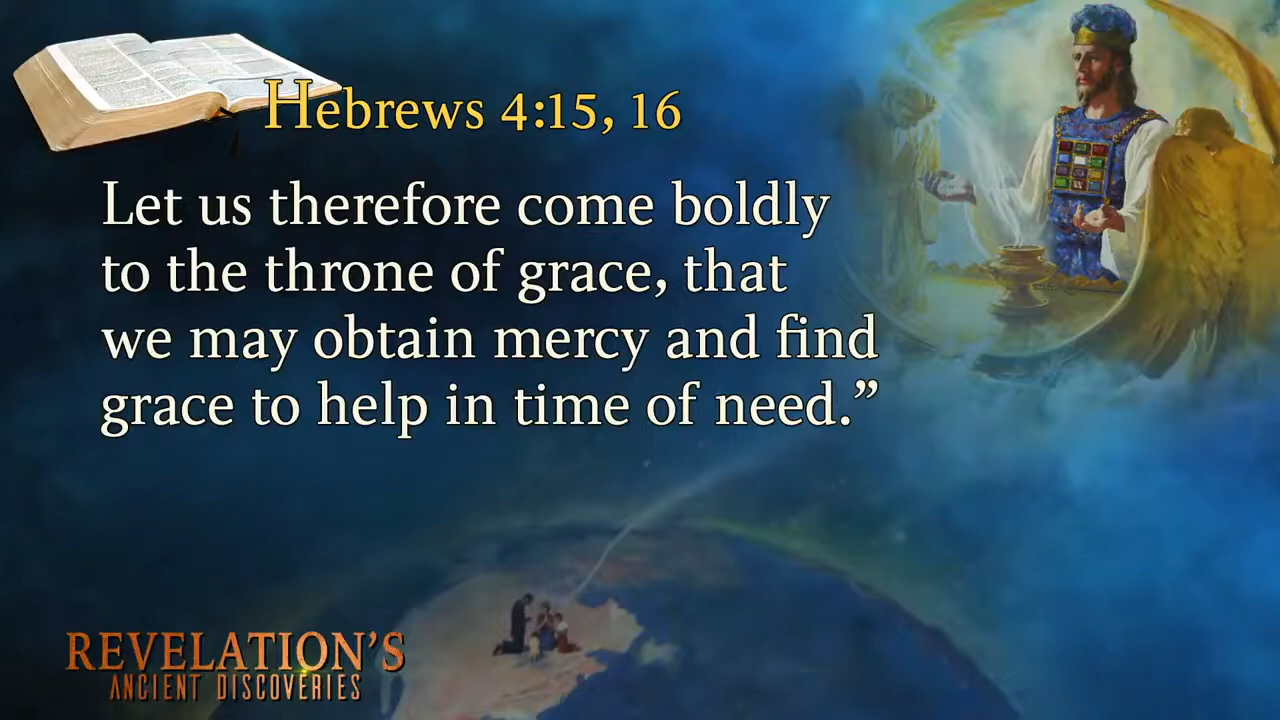 Hebrews 4:15, 16
Let us therefore come boldly
to the throne of grace, that
we may obtain mercy and find
grace to help in time of need.”
REVELATION’S
ANCIENT DISCOVERIES